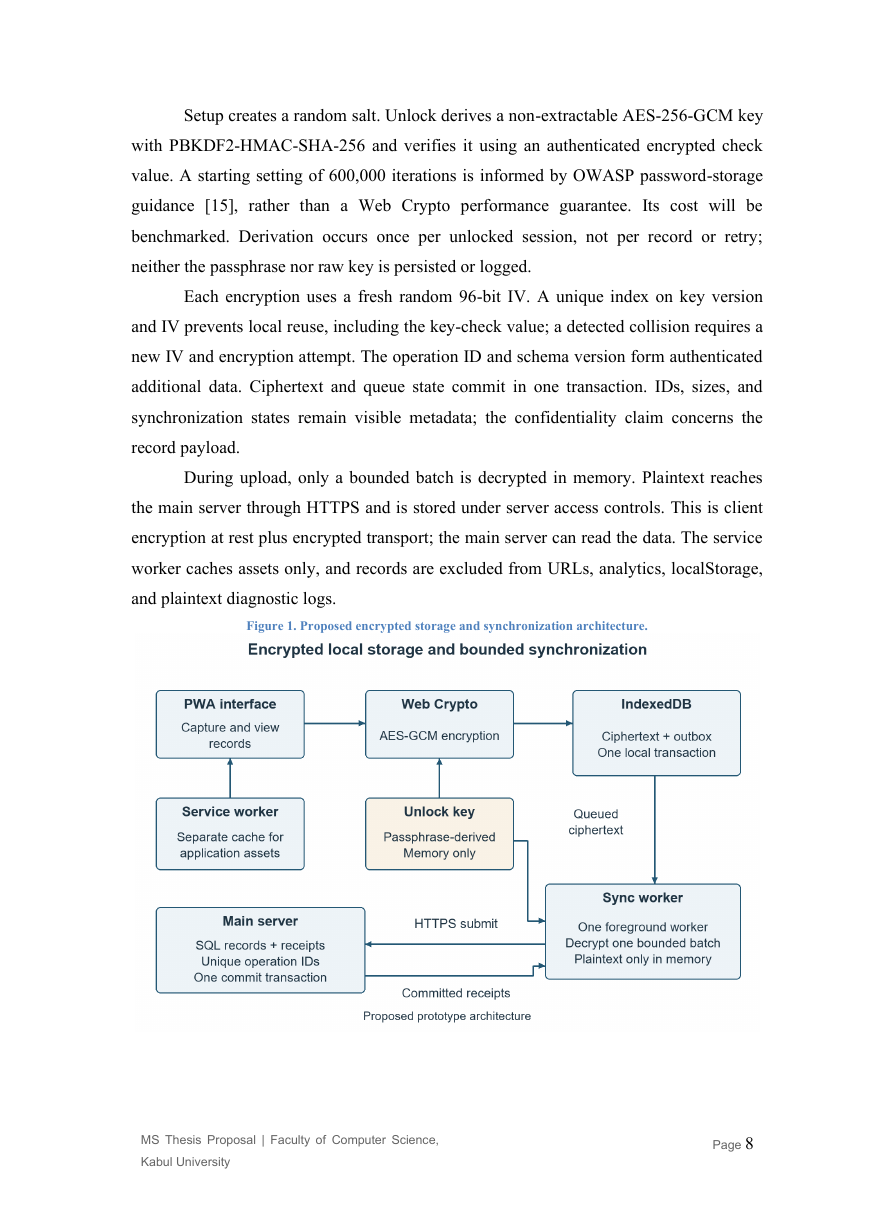 Setup creates a random salt. Unlock derives a non-extractable AES-256-GCM key
with PBKDF2-HMAC-SHA-256 and verifies it using an authenticated encrypted check
value. A starting setting of 600,000 iterations is informed by OWASP password-storage
guidance [15], rather than a Web Crypto performance guarantee. Its cost will be
benchmarked. Derivation occurs once per unlocked session, not per record or retry;
neither the passphrase nor raw key is persisted or logged.
Each encryption uses a fresh random 96-bit IV. A unique index on key version
and IV prevents local reuse, including the key-check value; a detected collision requires a
new IV and encryption attempt. The operation ID and schema version form authenticated
additional data. Ciphertext and queue state commit in one transaction. IDs, sizes, and
synchronization states remain visible metadata; the confidentiality claim concerns the
record payload.
During upload, only a bounded batch is decrypted in memory. Plaintext reaches
the main server through HTTPS and is stored under server access controls. This is client
encryption at rest plus encrypted transport; the main server can read the data. The service
worker caches assets only, and records are excluded from URLs, analytics, localStorage,
and plaintext diagnostic logs.
Figure 1. Proposed encrypted storage and synchronization architecture.
Encrypted local storage and bounded synchronization
PWA interface
Capture and view
records
Web Crypto
AES-GCM encryption
IndexedDB
Ciphertext + outbox
One local transaction
Service worker
Separate cache for
application assets
Unlock key
Passphrase-derived
Memory only
Queued
ciphertext
Sync worker
One foreground worker
Decrypt one bounded batch
Plaintext only in memory
Main server
SQL records + receipts
Unique operation IDs
One commit transaction
HTTPS submit
Committed receipts
Proposed prototype architecture
MS Thesis Proposal | Faculty of Computer Science,
Kabul University
Page 8